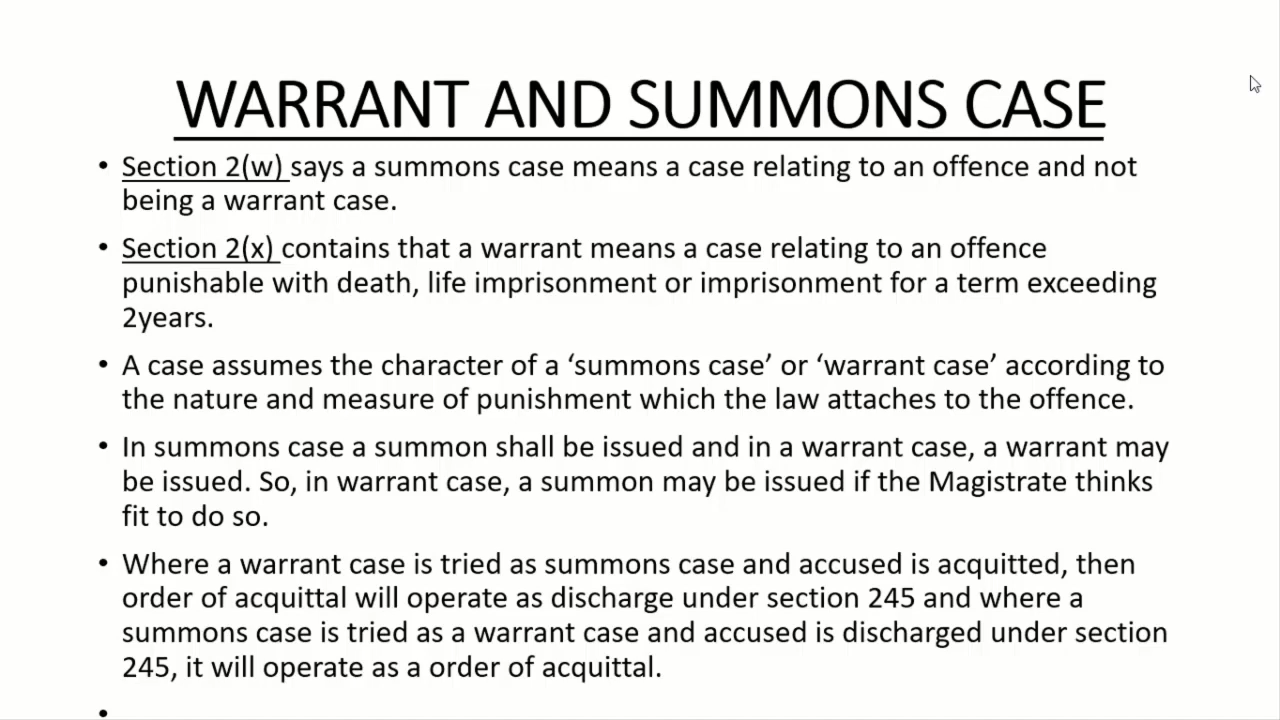 WARRANT AND SUMMONS CASE
• Section 2(w) says a summons case means a case relating to an offence and not
being a warrant case.
• Section 2(x) contains that a warrant means a case relating to an offence
punishable with death, life imprisonment or imprisonment for a term exceeding
2years.
• A case assumes the character of a ‘summons case’ or ‘warrant case’ according to
the nature and measure of punishment which the law attaches to the offence.
• In summons case a summon shall be issued and in a warrant case, a warrant may
be issued. So, in warrant case, a summon may be issued if the Magistrate thinks
fit to do so.
• Where a warrant case is tried as summons case and accused is acquitted, then
order of acquittal will operate as discharge under section 245 and where a
summons case is tried as a warrant case and accused is discharged under section
245, it will operate as a order of acquittal.
•